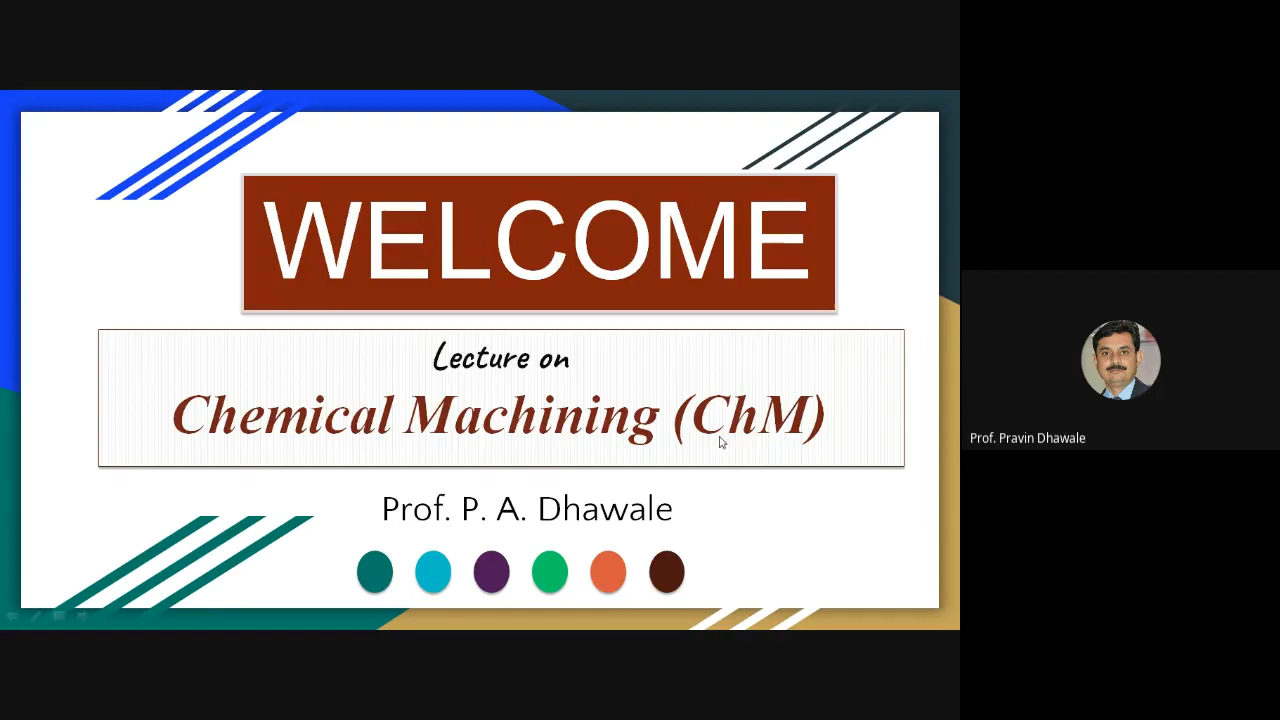 WELCOME
Lecture on
Chemical Machining (ChM)
Prof. P. A. Dhawale
Prof. Pravin Dhawale